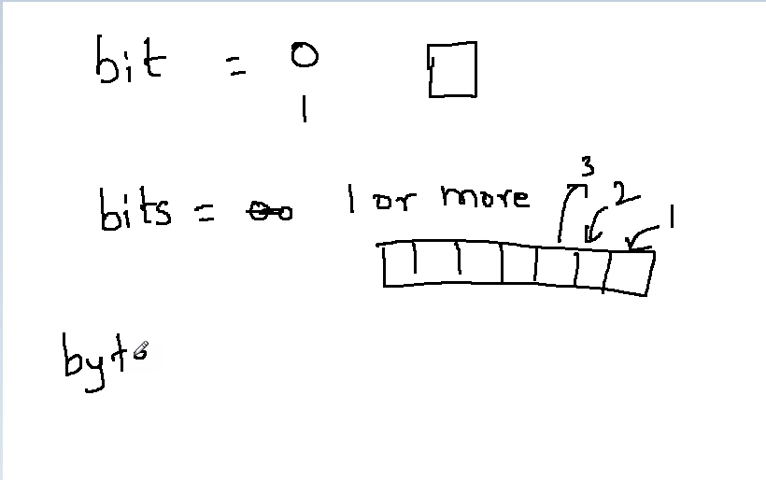 bit = 0
1
bits = 1 or more
3
2
1
byte